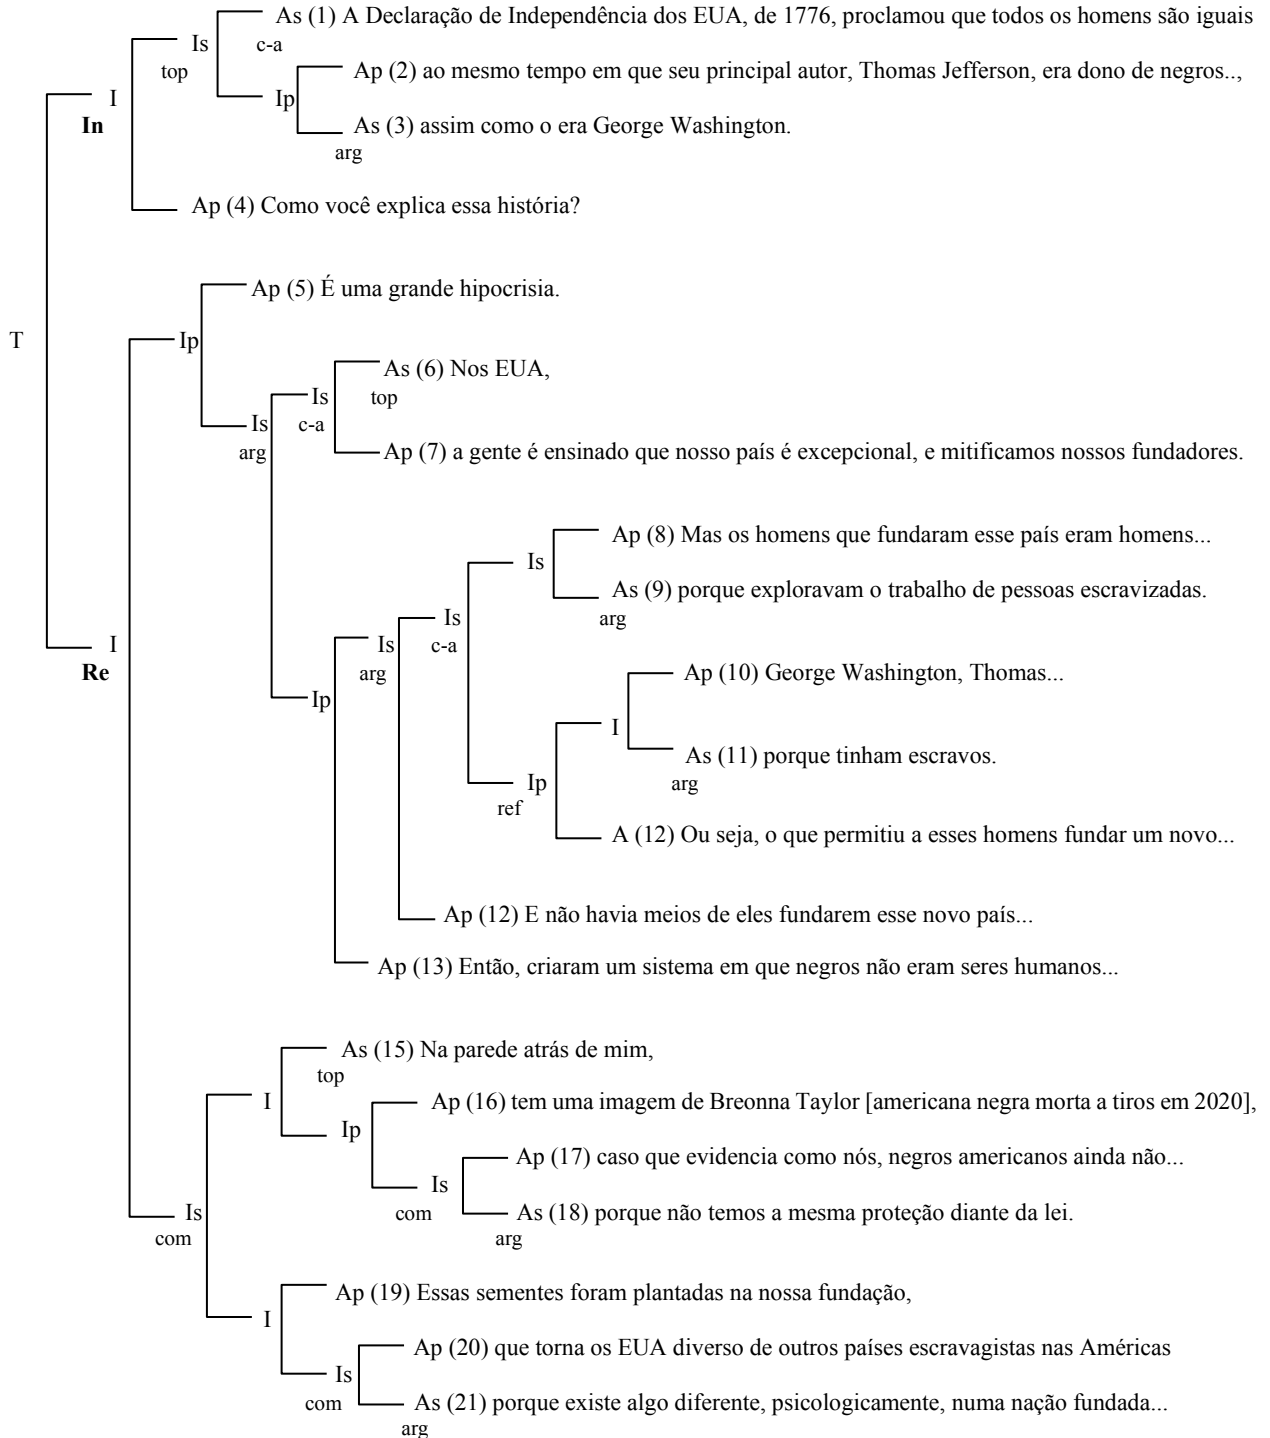 As (1) A Declaração de Independência dos EUA, de 1776, proclamou que todos os homens são iguais
Is
c-a
top
Ap (2) ao mesmo tempo em que seu principal autor, Thomas Jefferson, era dono de negros..,
I
Ip
In
As (3) assim como o era George Washington.
arg
Ap (4) Como você explica essa história?
Ap (5) É uma grande hipocrisia.
T
Ip
As (6) Nos EUA,
Is
top
Is
c-a
arg
Ap (7) a gente é ensinado que nosso país é excepcional, e mitificamos nossos fundadores.
Ap (8) Mas os homens que fundaram esse país eram homens...
Is
As (9) porque exploravam o trabalho de pessoas escravizadas.
Is
arg
I
Is
c-a
Re
arg
Ap (10) George Washington, Thomas...
Ip
I
As (11) porque tinham escravos.
Ip
arg
ref
A (12) Ou seja, o que permitiu a esses homens fundar um novo...
Ap (12) E não havia meios de eles fundarem esse novo país...
Ap (13) Então, criaram um sistema em que negros não eram seres humanos...
As (15) Na parede atrás de mim,
top
I
Ap (16) tem uma imagem de Breonna Taylor [americana negra morta a tiros em 2020],
Ip
Ap (17) caso que evidencia como nós, negros americanos ainda não...
Is
com
Is
As (18) porque não temos a mesma proteção diante da lei.
com
arg
Ap (19) Essas sementes foram plantadas na nossa fundação,
I
Ap (20) que torna os EUA diverso de outros países escravagistas nas Américas
Is
com
As (21) porque existe algo diferente, psicologicamente, numa nação fundada...
arg